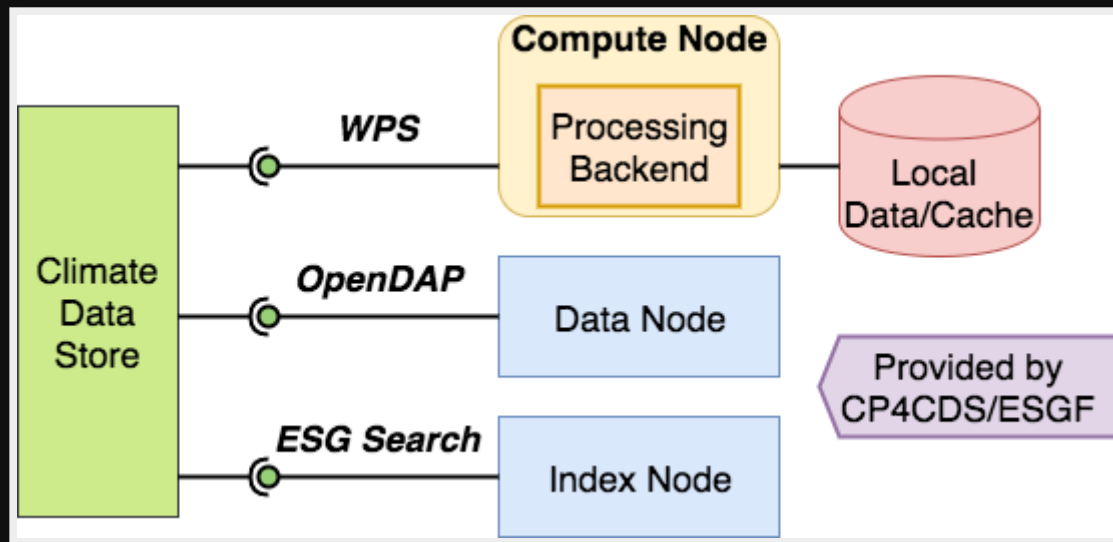 Compute Node
WPS
Processing
Backend
Local
Data/Cache
Climate
Data
Store
OpenDAP
Data Node
Provided by
CP4CDS/ESGF
ESG Search
Index Node